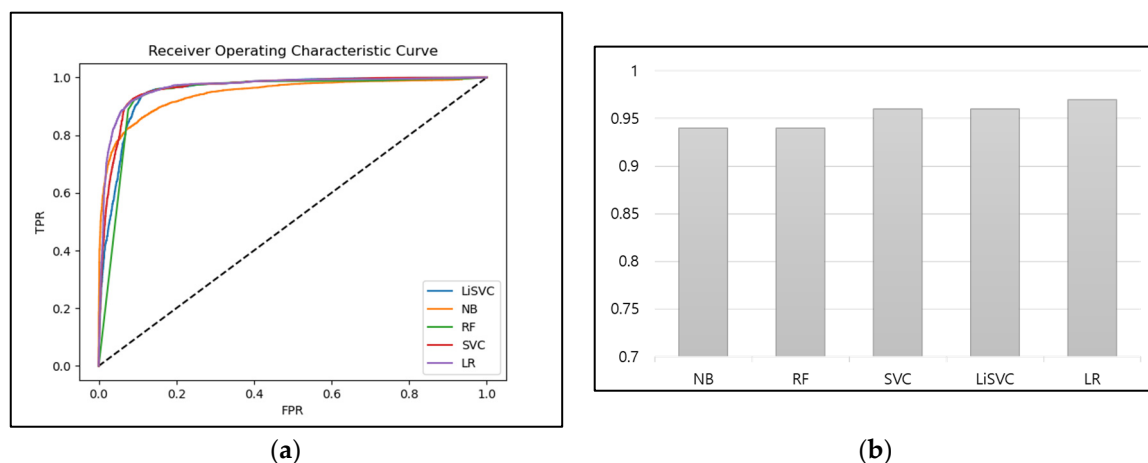 Receiver Operating Characteristic Curve
TPR
1.0
0.8
0.6
0.4
0.2
0.0
LiSVC
NB
RF
SVC
LR
0.0 0.2 0.4 0.6 0.8 1.0
FPR
(a)
1
0.95
0.9
0.85
0.8
0.75
0.7
NB RF SVC LiSVC LR
(b)